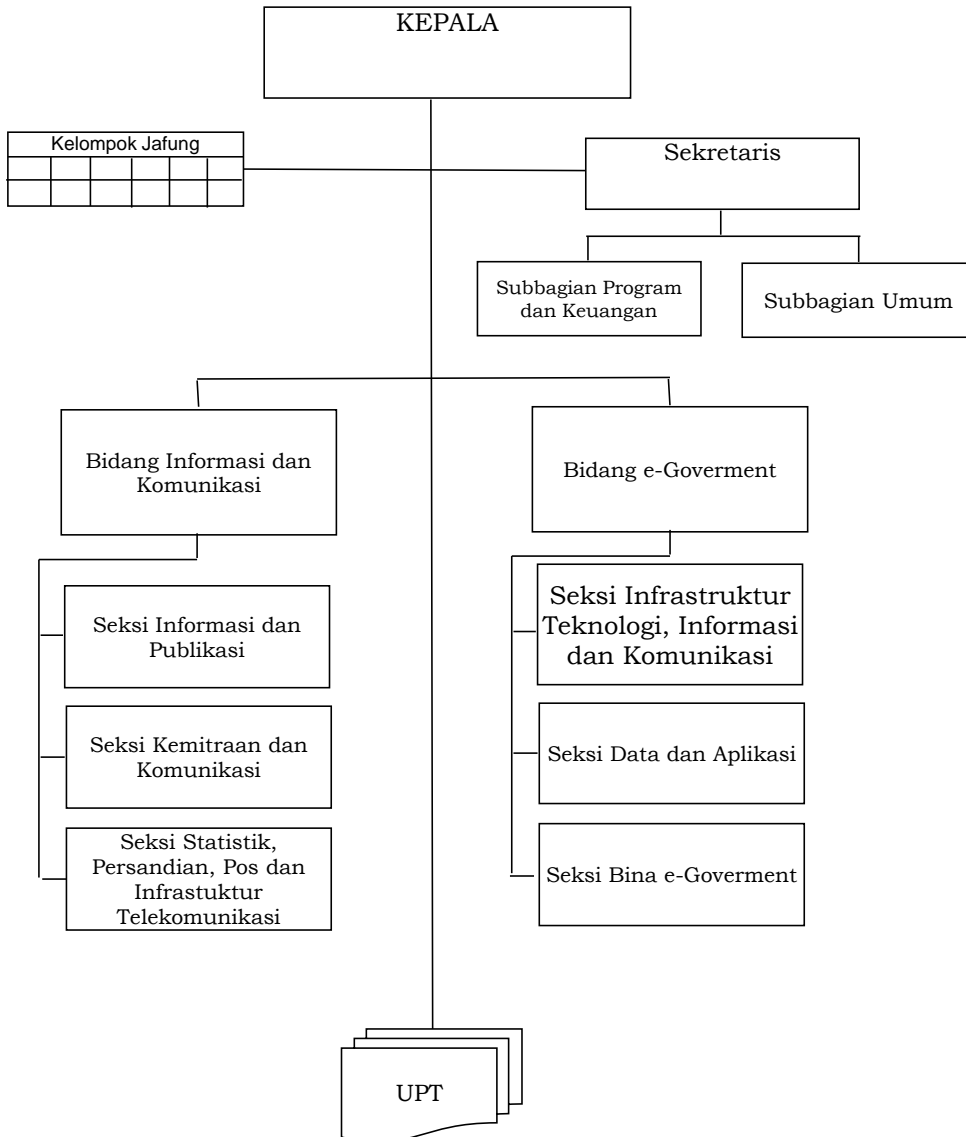 KEPALA
Kelompok Jafung
Sekretaris
Subbagian Program
dan Keuangan
Subbagian Umum
Bidang Informasi dan
Komunikasi
Bidang e-Goverment
Seksi Informasi dan
Publikasi
Seksi Kemitraan dan
Komunikasi
Seksi Statistik,
Persandian, Pos dan
Infrastuktur
Telekomunikasi
Seksi Infrastruktur
Teknologi, Informasi
dan Komunikasi
Seksi Data dan Aplikasi
Seksi Bina e-Goverment
UPT